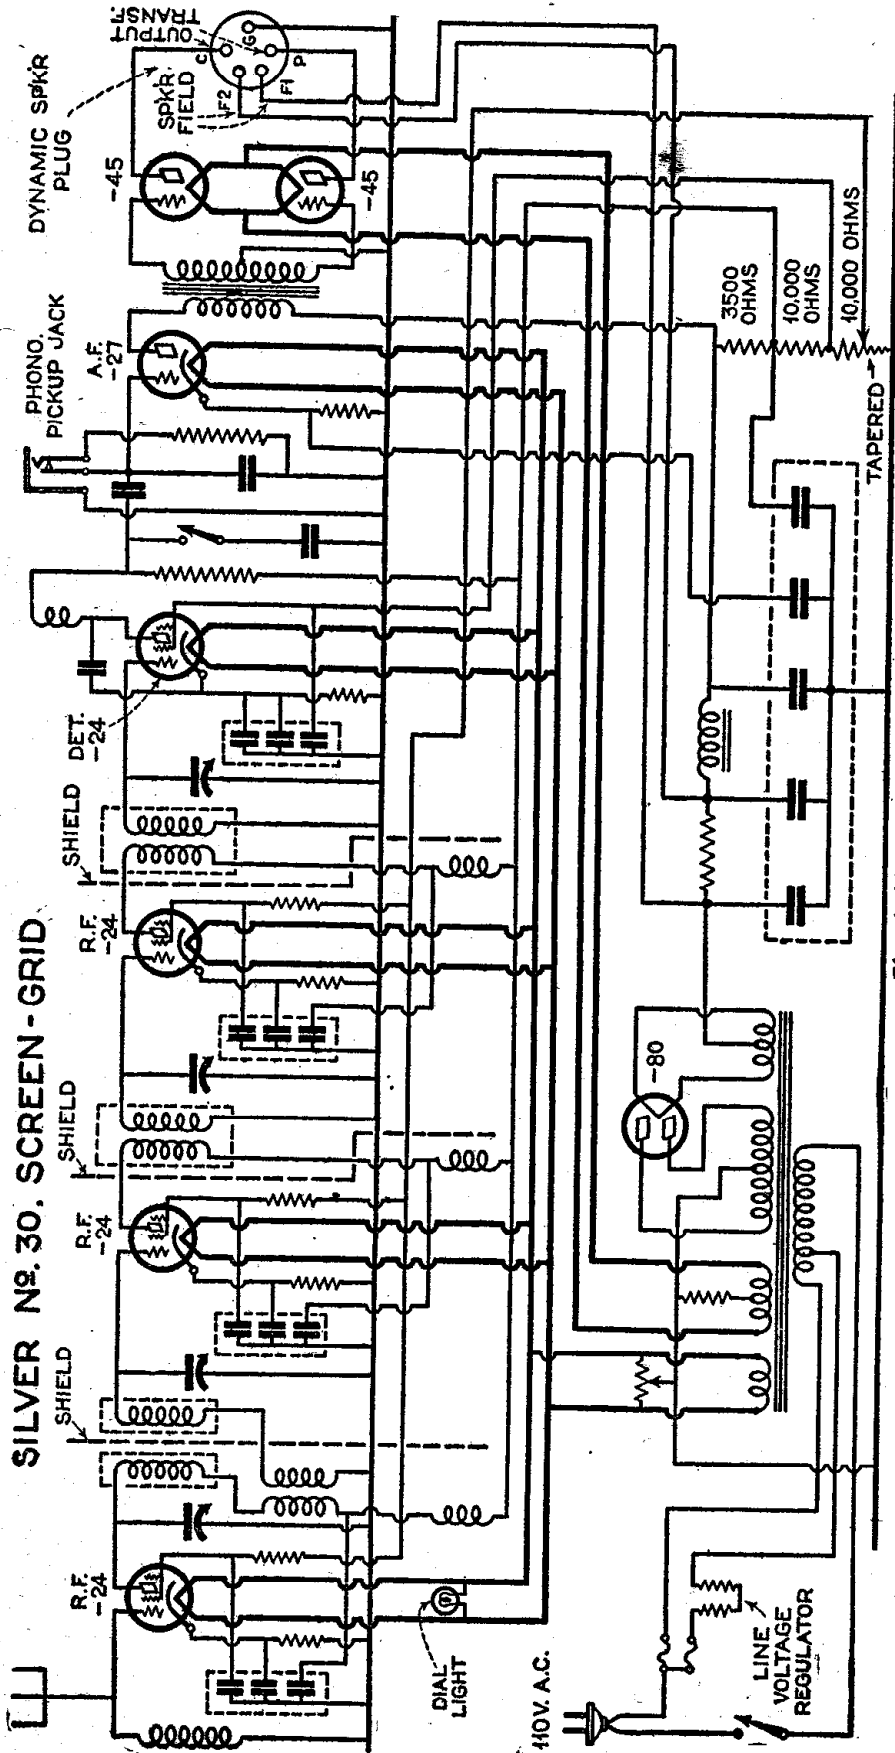 SILVER Nº. 30. SCREEN-GRID
R.F.
-24
SHIELD
R.F.
-24
SHIELD
R.F.
-24
SHIELD
DET.
-24
PHONO.
PICKUP JACK
A.F.
-27
DYNAMIC SPKR
PLUG
-45
-45
SPKR
FIELD
OUTPUT
TRANSF.
C
G
P
F2
F1
DIAL
LIGHT
110 V. A.C.
LINE
VOLTAGE
REGULATOR
-80
3500
OHMS
10,000
OHMS
10,000 OHMS
TAPERED